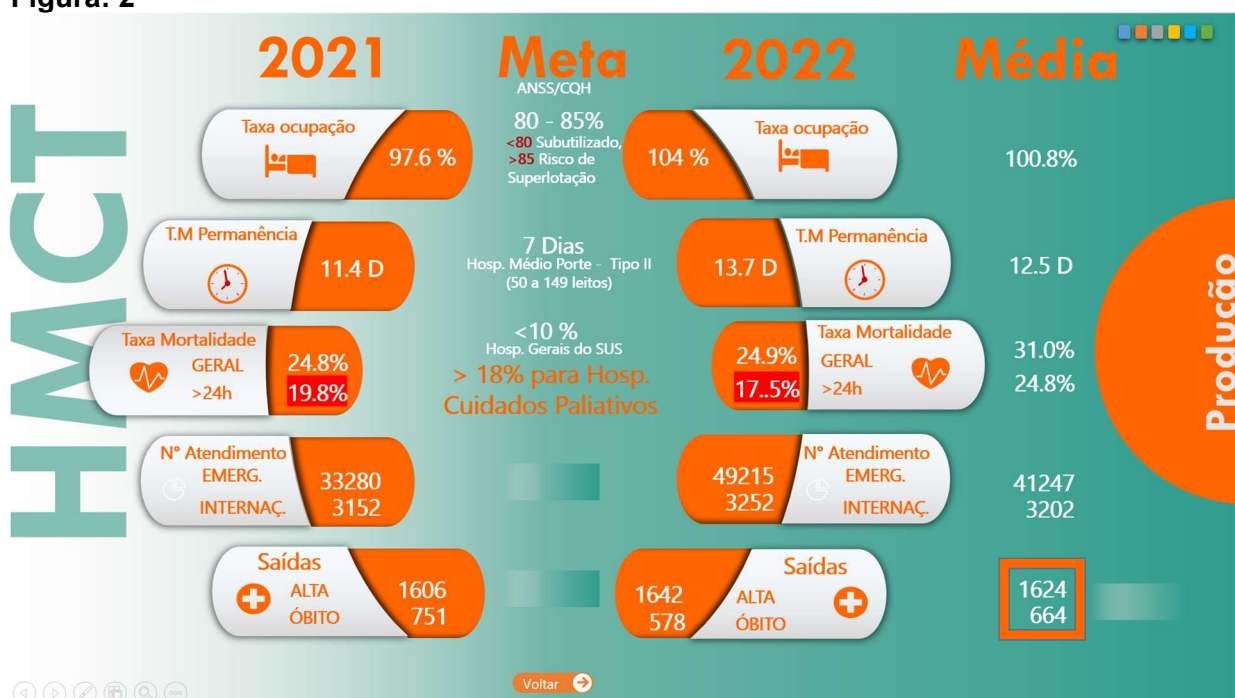 Figura: 2
2021 Meta 2022 Média
ANSS/CQH
Taxa ocupação
97.6 %
80 - 85%
<80 Subutilizado,
>85 Risco de
Superlotação
104 %
Taxa ocupação
100.8%
T.M Permanência
11.4 D
7 Dias
Hosp. Médio Porte - Tipo II
(50 a 149 leitos)
13.7 D
T.M Permanência
12.5 D
Taxa Mortalidade
GERAL 24.8%
>24h 19.8%
<10 %
Hosp. Gerais do SUS
> 18% para Hosp.
Cuidados Paliativos
Taxa Mortalidade
24.9% GERAL
17..5% >24h
31.0%
24.8%
N° Atendimento
EMERG. 33280
INTERNAÇ. 3152
N° Atendimento
49215 EMERG.
3252 INTERNAÇ.
41247
3202
Saídas
ALTA 1606
ÓBITO 751
Saídas
1642 ALTA
578 ÓBITO
1624
664
HMCT
Produção
Voltar